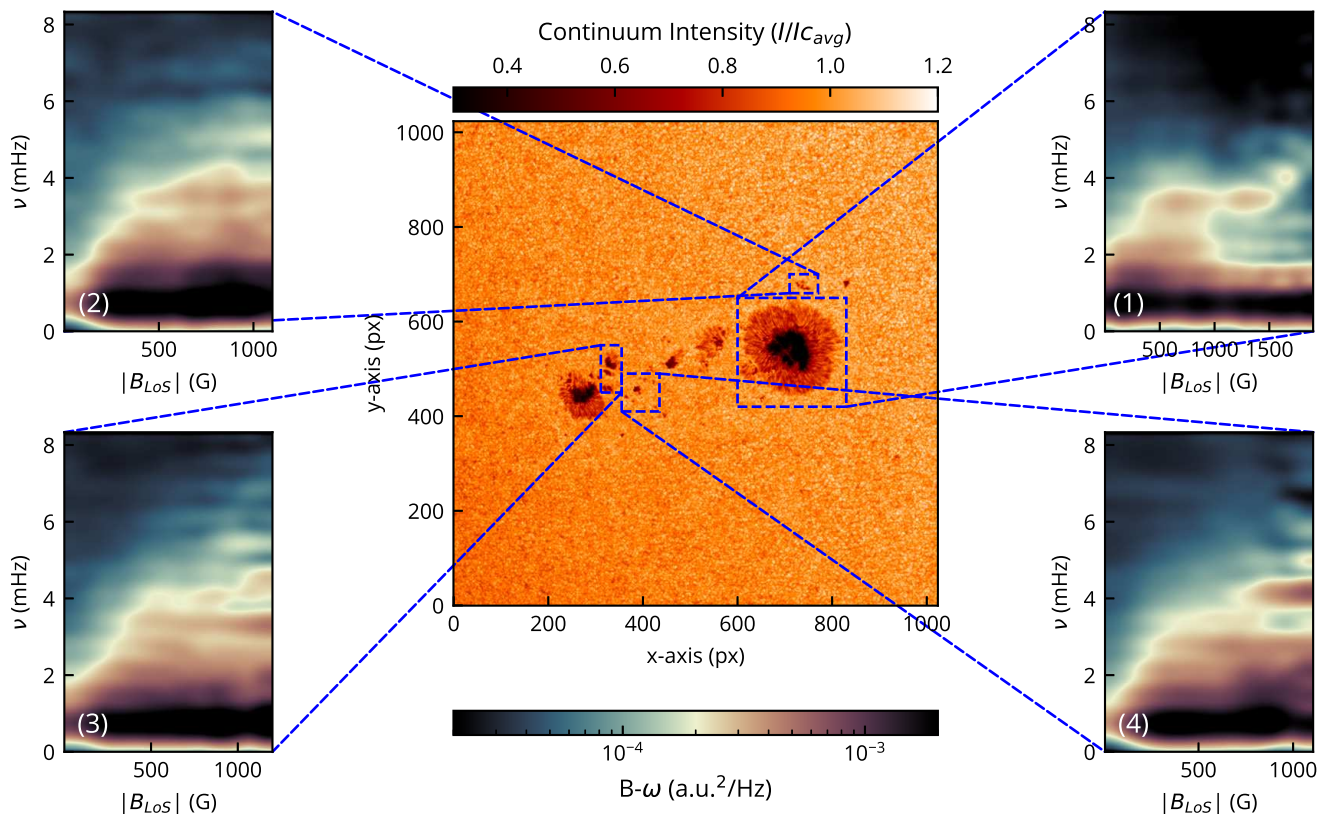 Continuum Intensity (I/Ic_avg)
0.4 0.6 0.8 1.0 1.2
8
6
4
2
0
ν (mHz)
(2)
500 1000
|B_LoS| (G)
8
6
4
2
0
ν (mHz)
(1)
500 1000 1500
|B_LoS| (G)
1000
800
600
400
200
0
y-axis (px)
0 200 400 600 800 1000
x-axis (px)
8
6
4
2
0
ν (mHz)
(3)
500 1000
|B_LoS| (G)
8
6
4
2
0
ν (mHz)
(4)
500 1000
|B_LoS| (G)
10⁻⁴ 10⁻³
B-ω (a.u.²/Hz)